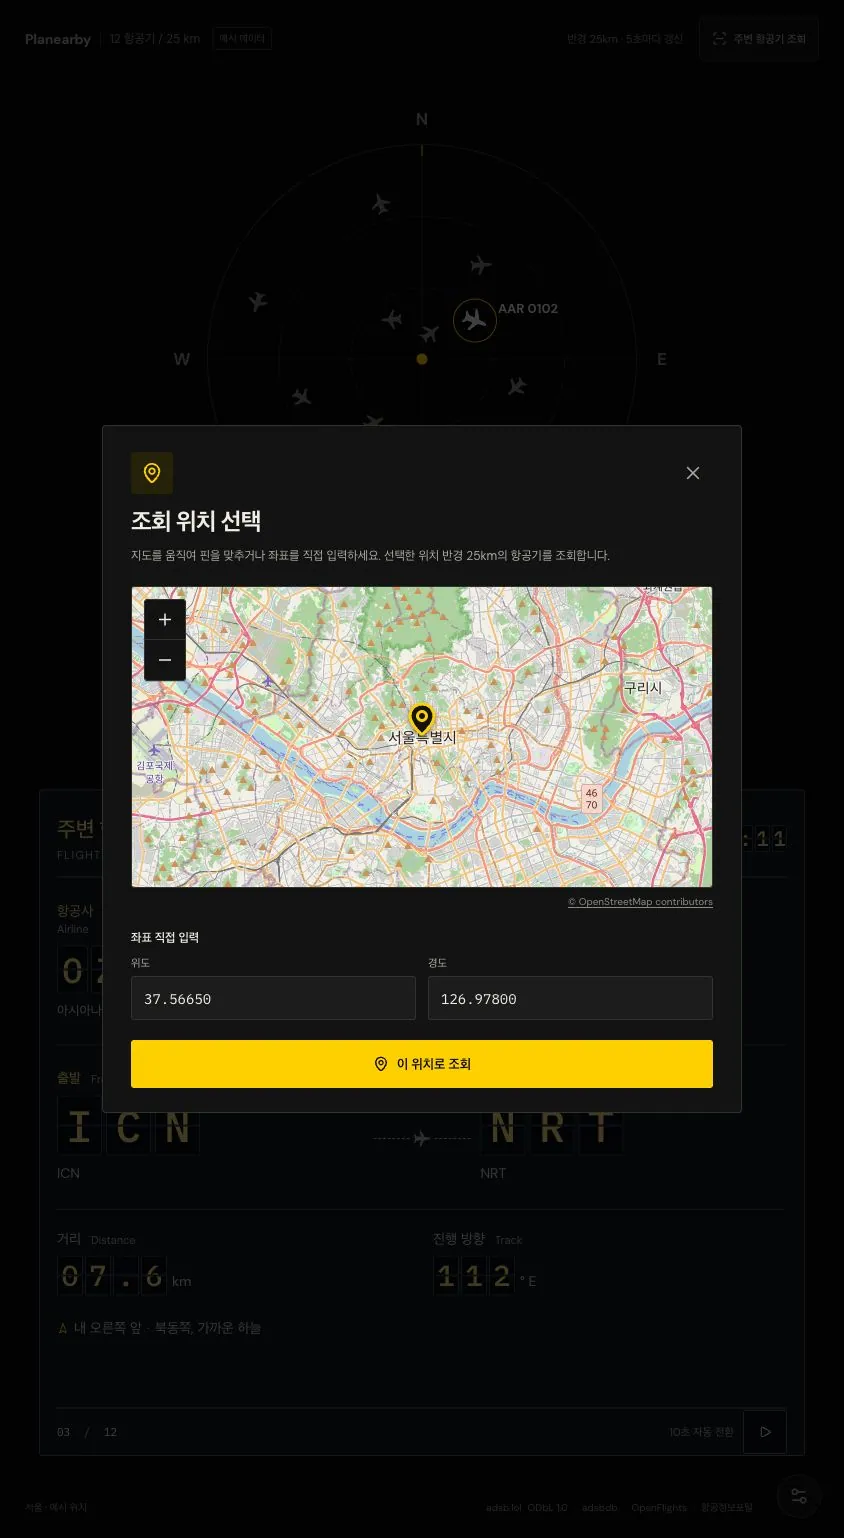 Planearby
12 항공기 / 25 km
예시 데이터
반경 25km · 5초마다 갱신
주변 항공기 조회
N
AAR 0102
W
E
조회 위치 선택
지도를 움직여 핀을 맞추거나 좌표를 직접 입력하세요. 선택한 위치 반경 25km의 항공기를 조회합니다.
+
−
구리시
서울특별시
김포국제
공항
46
70
© OpenStreetMap contributors
주변
FLIGHT
:11
좌표 직접 입력
위도
경도
37.56650
126.97800
이 위치로 조회
항공사
Airline
0
아시아나
출발
ICN
NRT
ICN
NRT
거리 Distance
진행 방향 Track
07.6 km
112 ° E
내 오른쪽 앞 · 북동쪽, 가까운 하늘
03 / 12
10초 자동 전환
서울 · 예시 위치
adsb.lol ODbL 1.0
adsbdb
OpenFlights
항공정보포털